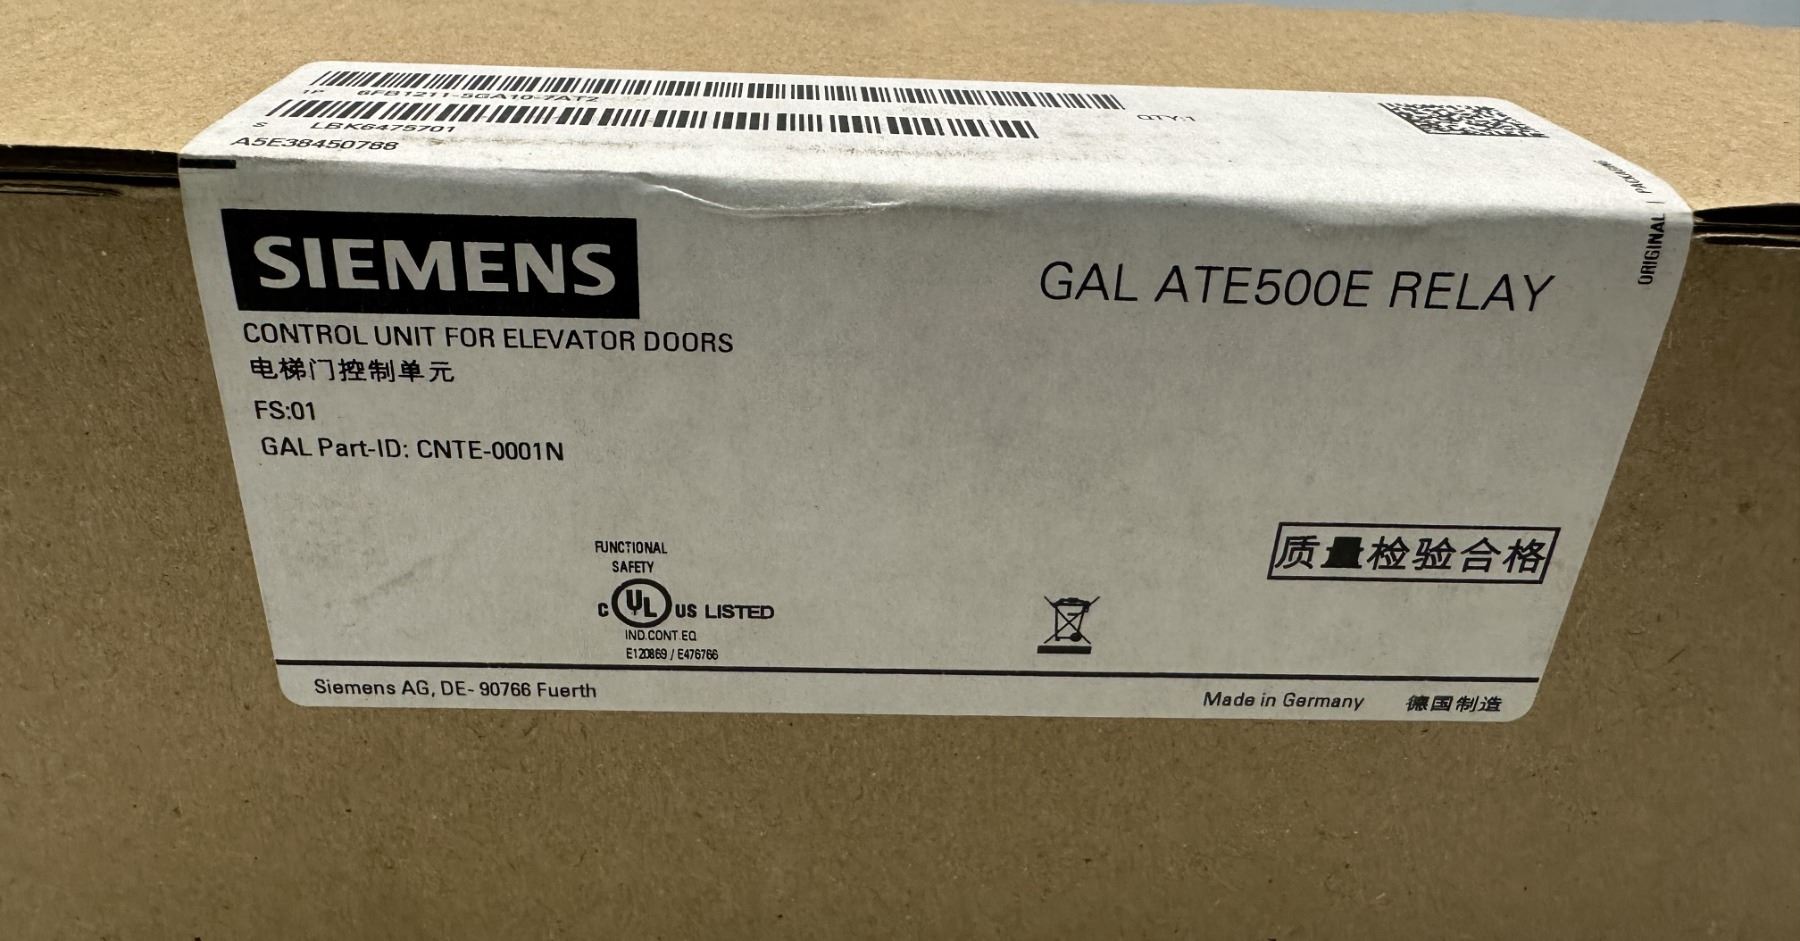 1P 6FB1211-5GA10-7AT2
QTY:1
S LBK6475701
A5E38450788
ORIGINAL / PACKAGING
SIEMENS
GAL ATE500E RELAY
CONTROL UNIT FOR ELEVATOR DOORS
电梯门控制单元
FS:01
GAL Part-ID: CNTE-0001N
质量检验合格
FUNCTIONAL
SAFETY
C UL US LISTED
IND.CONT.EQ
E120869 / E476766
Siemens AG, DE- 90766 Fuerth
Made in Germany 德国制造